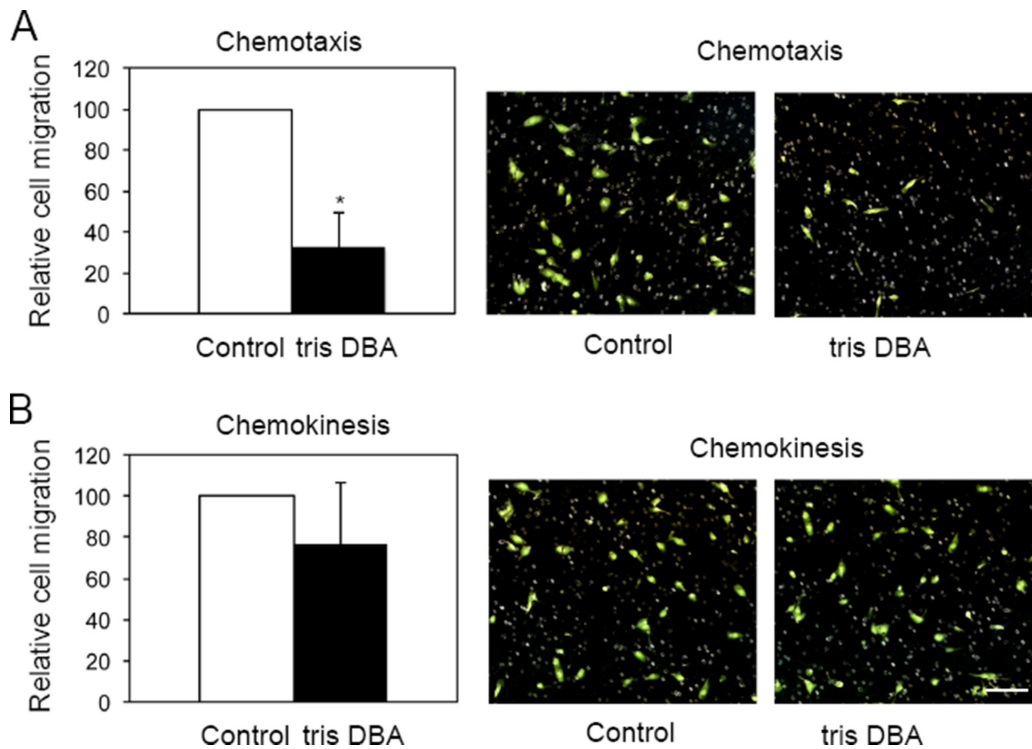 A
Chemotaxis
Relative cell migration
120
100
80
60
40
20
0
*
Control tris DBA
Chemotaxis
Control
tris DBA
B
Chemokinesis
Relative cell migration
120
100
80
60
40
20
0
Control tris DBA
Chemokinesis
Control
tris DBA